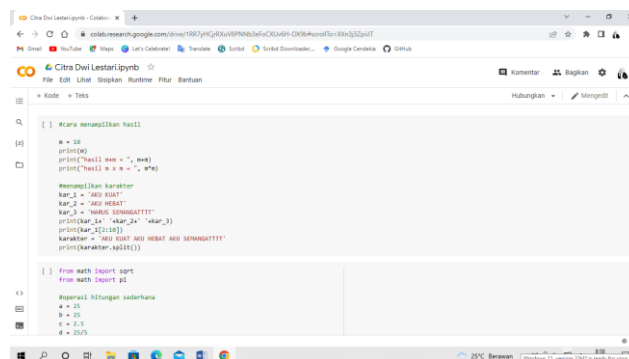 Citra Dwi Lestari.ipynb - Colabor
colab.research.google.com/drive/
Gmail YouTube Maps Let's Celebrate! Translate Scribd Scribd Downloader... Google Cendekia GitHub
Citra Dwi Lestari.ipynb
Komentar Bagikan
File Edit Lihat Sisipkan Runtime Fitur Bantuan
+ Kode + Teks Hubungkan Mengedit
[ ] #cara menampilkan hasil
m = 10
print(m)
print("hasil m+m = ", m+m)
print("hasil m x m = ", m*m)
#menampilkan karakter
kar_1 = 'AKU KUAT'
kar_2 = 'AKU HEBAT'
kar_3 = 'HARUS SEMANGATTTT'
print(kar_1+' '+kar_2+' '+kar_3)
print(kar_1[2:10])
karakter = 'AKU KUAT AKU HEBAT AKU SEMANGATTTT'
print(karakter.split())
[ ] from math import sqrt
from math import pi
#operasi hitungan sederhana
a = 25
b = 25
c = 2.5
d = 25/5
25°C Berawan